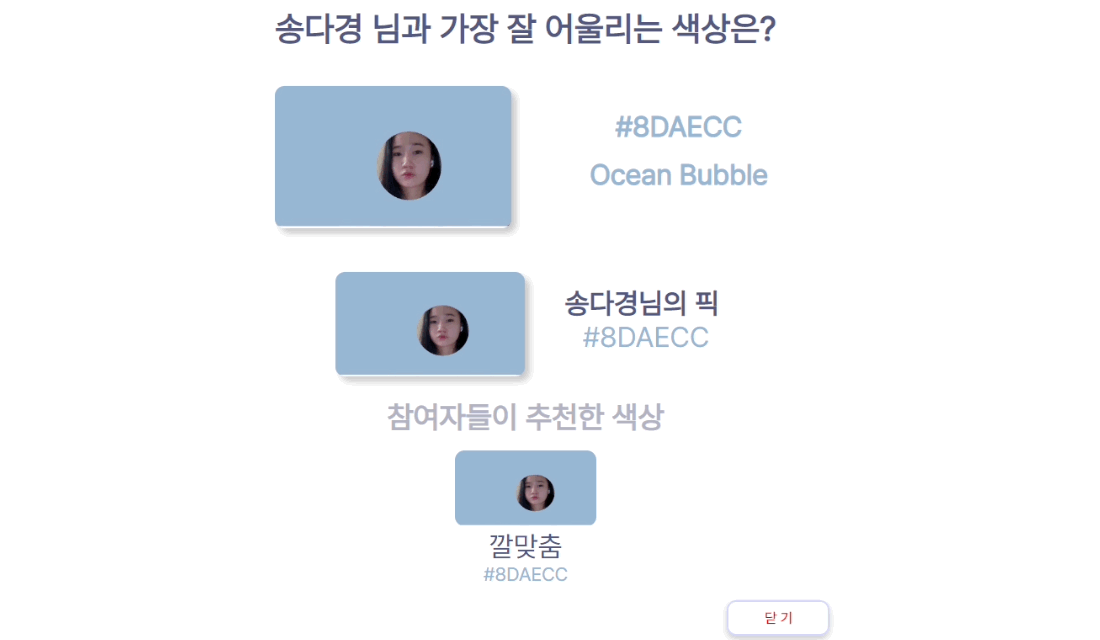 송다경 님과 가장 잘 어울리는 색상은?
#8DAECC
Ocean Bubble
송다경님의 픽
#8DAECC
참여자들이 추천한 색상
깔맞춤
#8DAECC
닫기